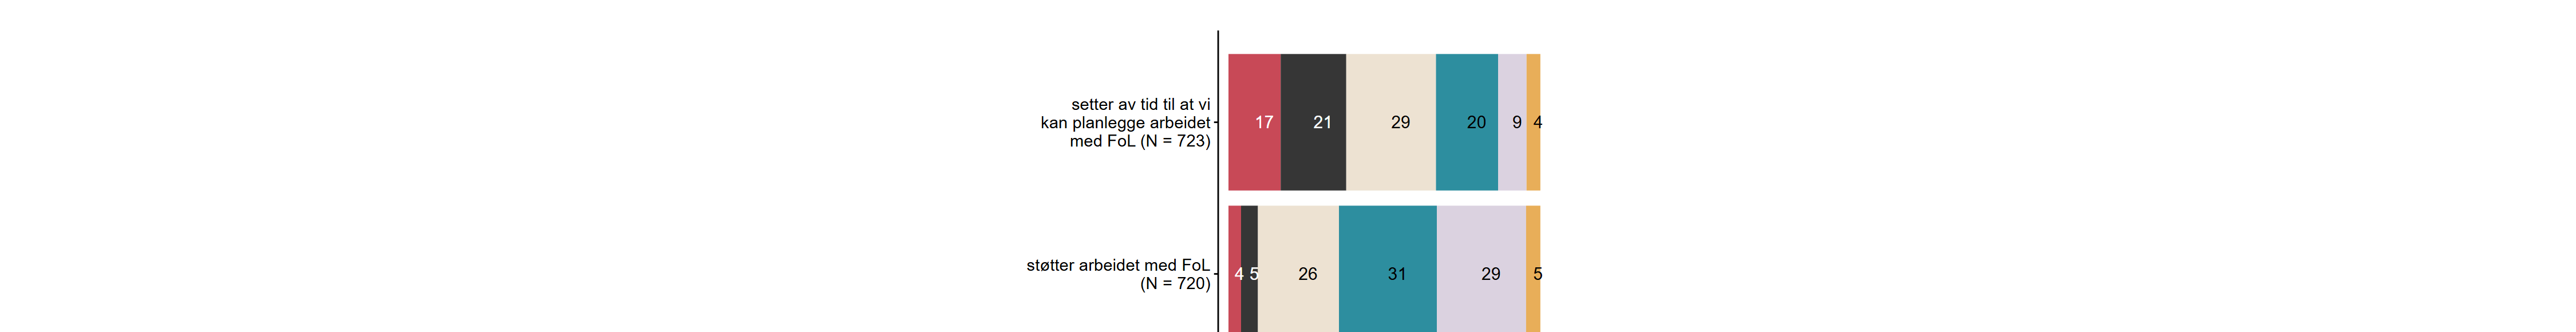 setter av tid til at vi
kan planlegge arbeidet
med FoL (N = 723)
17 21 29 20 9 4
støtter arbeidet med FoL
(N = 720)
4 5 26 31 29 5